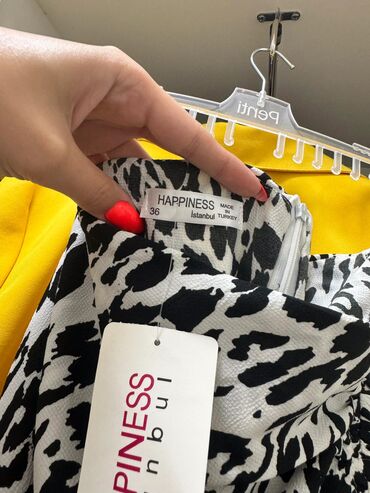 penti
HAPPINESS
İstanbul
36
MADE
IN
TURKEY
PINESS
nbul